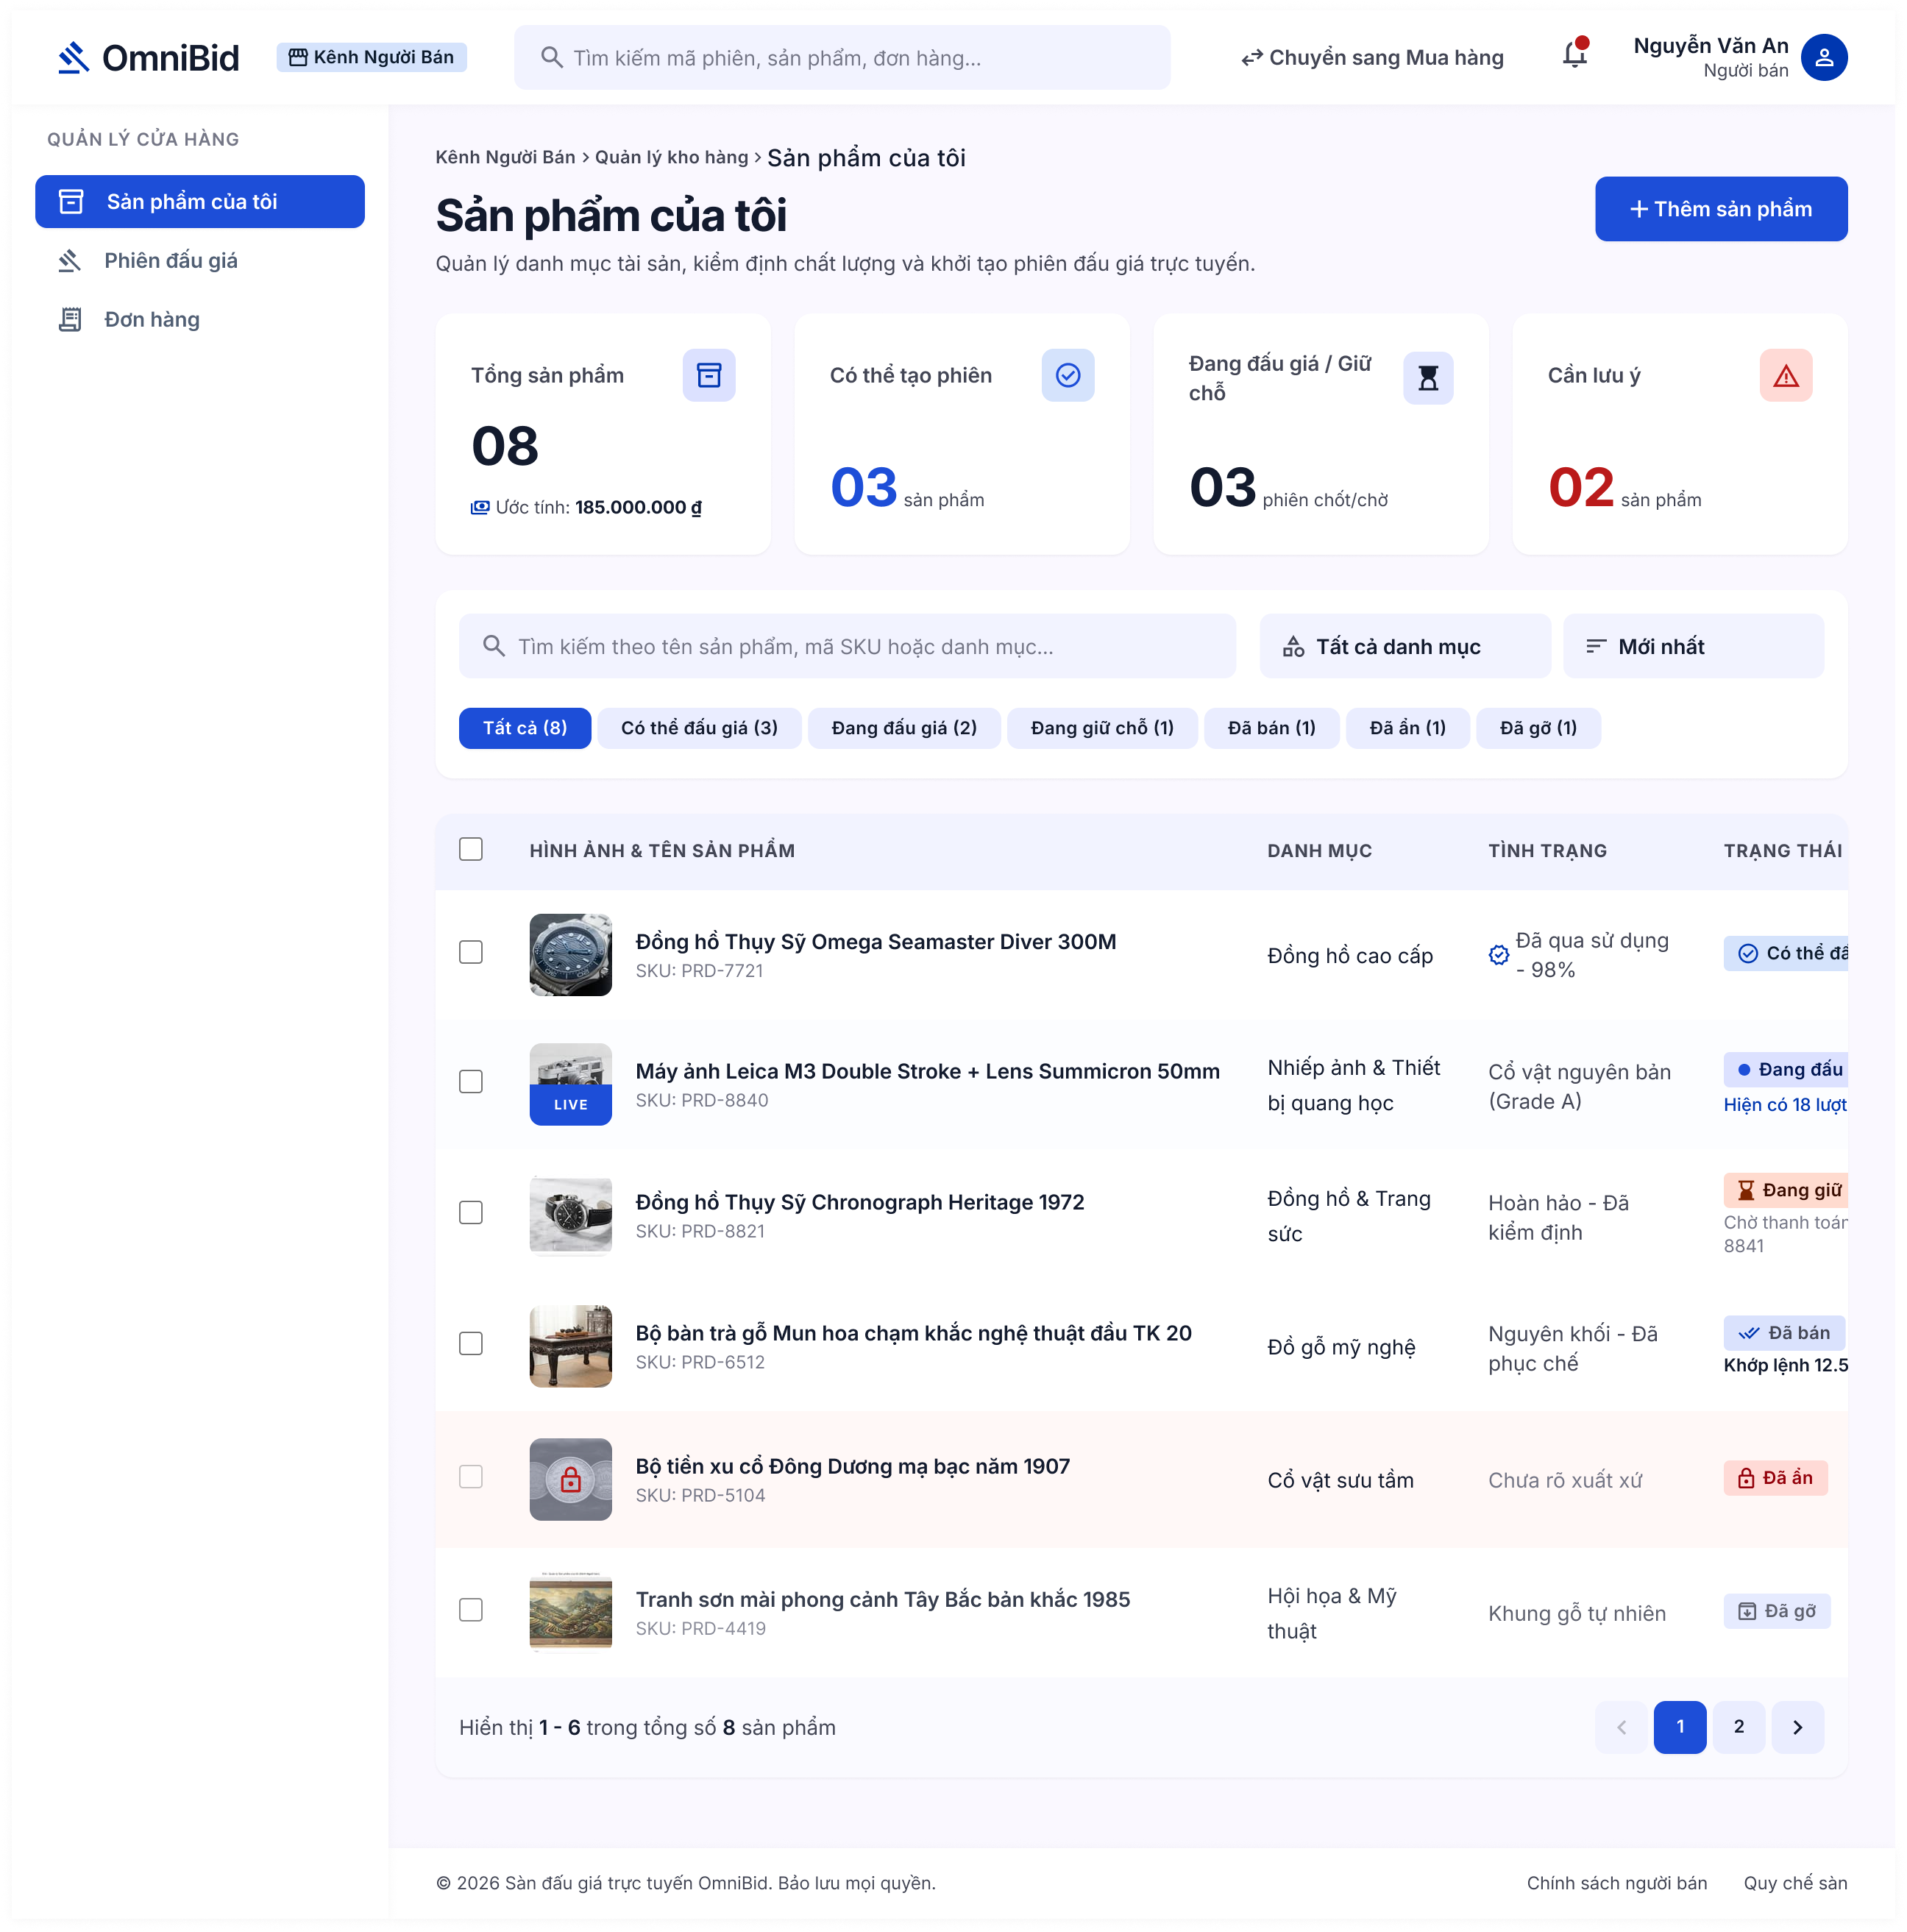 OmniBid
Kênh Người Bán
Tìm kiếm mã phiên, sản phẩm, đơn hàng...
Chuyển sang Mua hàng
Nguyễn Văn An
Người bán
QUẢN LÝ CỬA HÀNG
Sản phẩm của tôi
Phiên đấu giá
Đơn hàng
Kênh Người Bán › Quản lý kho hàng › Sản phẩm của tôi
Sản phẩm của tôi
Quản lý danh mục tài sản, kiểm định chất lượng và khởi tạo phiên đấu giá trực tuyến.
Thêm sản phẩm
Tổng sản phẩm
08
Ước tính: 185.000.000 ₫
Có thể tạo phiên
03 sản phẩm
Đang đấu giá / Giữ
chỗ
03 phiên chốt/chờ
Cần lưu ý
02 sản phẩm
Tìm kiếm theo tên sản phẩm, mã SKU hoặc danh mục...
Tất cả danh mục
Mới nhất
Tất cả (8)
Có thể đấu giá (3)
Đang đấu giá (2)
Đang giữ chỗ (1)
Đã bán (1)
Đã ẩn (1)
Đã gỡ (1)
HÌNH ẢNH & TÊN SẢN PHẨM
DANH MỤC
TÌNH TRẠNG
TRẠNG THÁI
Đồng hồ Thụy Sỹ Omega Seamaster Diver 300M
SKU: PRD-7721
Đồng hồ cao cấp
Đã qua sử dụng
- 98%
Có thể đấ
LIVE
Máy ảnh Leica M3 Double Stroke + Lens Summicron 50mm
SKU: PRD-8840
Nhiếp ảnh & Thiết
bị quang học
Cổ vật nguyên bản
(Grade A)
Đang đấu
Hiện có 18 lượt
Đồng hồ Thụy Sỹ Chronograph Heritage 1972
SKU: PRD-8821
Đồng hồ & Trang
sức
Hoàn hảo - Đã
kiểm định
Đang giữ
Chờ thanh toán
8841
Bộ bàn trà gỗ Mun hoa chạm khắc nghệ thuật đầu TK 20
SKU: PRD-6512
Đồ gỗ mỹ nghệ
Nguyên khối - Đã
phục chế
Đã bán
Khớp lệnh 12.5
Bộ tiền xu cổ Đông Dương mạ bạc năm 1907
SKU: PRD-5104
Cổ vật sưu tầm
Chưa rõ xuất xứ
Đã ẩn
Tranh sơn mài phong cảnh Tây Bắc bản khắc 1985
SKU: PRD-4419
Hội họa & Mỹ
thuật
Khung gỗ tự nhiên
Đã gỡ
Hiển thị 1 - 6 trong tổng số 8 sản phẩm
1
2
© 2026 Sàn đấu giá trực tuyến OmniBid. Bảo lưu mọi quyền.
Chính sách người bán
Quy chế sàn